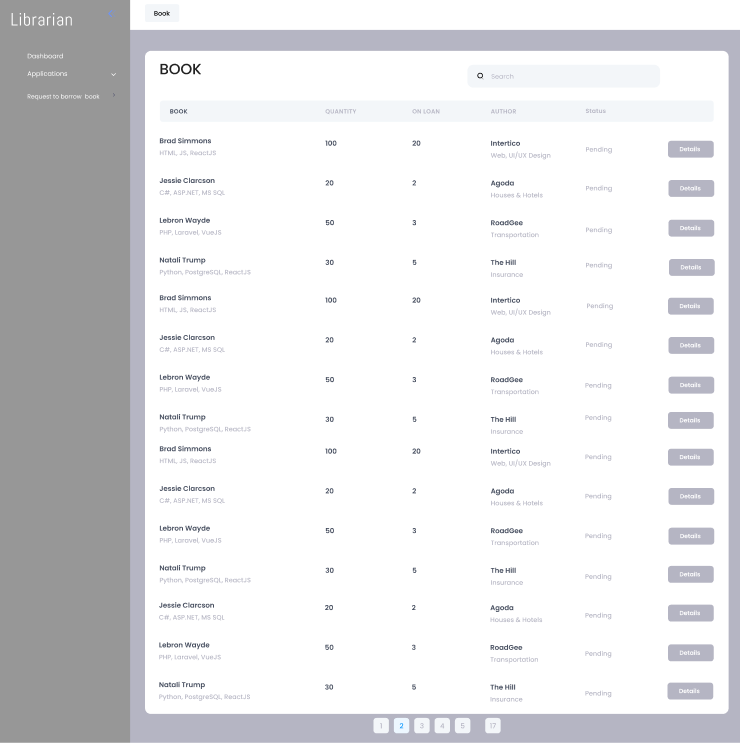 Librarian
Book
Dashboard
Applications
Request to borrow book
BOOK
Search
BOOK QUANTITY ON LOAN AUTHOR Status
Brad Simmons 100 20 Intertico Pending Details
HTML, JS, ReactJS Web, UI/UX Design
Jessie Clarcson 20 2 Agoda Pending Details
C#, ASP.NET, MS SQL Houses & Hotels
Lebron Wayde 50 3 RoadGee Pending Details
PHP, Laravel, VueJS Transportation
Natali Trump 30 5 The Hill Pending Details
Python, PostgreSQL, ReactJS Insurance
Brad Simmons 100 20 Intertico Pending Details
HTML, JS, ReactJS Web, UI/UX Design
Jessie Clarcson 20 2 Agoda Pending Details
C#, ASP.NET, MS SQL Houses & Hotels
Lebron Wayde 50 3 RoadGee Pending Details
PHP, Laravel, VueJS Transportation
Natali Trump 30 5 The Hill Pending Details
Python, PostgreSQL, ReactJS Insurance
Brad Simmons 100 20 Intertico Pending Details
HTML, JS, ReactJS Web, UI/UX Design
Jessie Clarcson 20 2 Agoda Pending Details
C#, ASP.NET, MS SQL Houses & Hotels
Lebron Wayde 50 3 RoadGee Pending Details
PHP, Laravel, VueJS Transportation
Natali Trump 30 5 The Hill Pending Details
Python, PostgreSQL, ReactJS Insurance
Jessie Clarcson 20 2 Agoda Pending Details
C#, ASP.NET, MS SQL Houses & Hotels
Lebron Wayde 50 3 RoadGee Pending Details
PHP, Laravel, VueJS Transportation
Natali Trump 30 5 The Hill Pending Details
Python, PostgreSQL, ReactJS Insurance
1 2 3 4 5 17